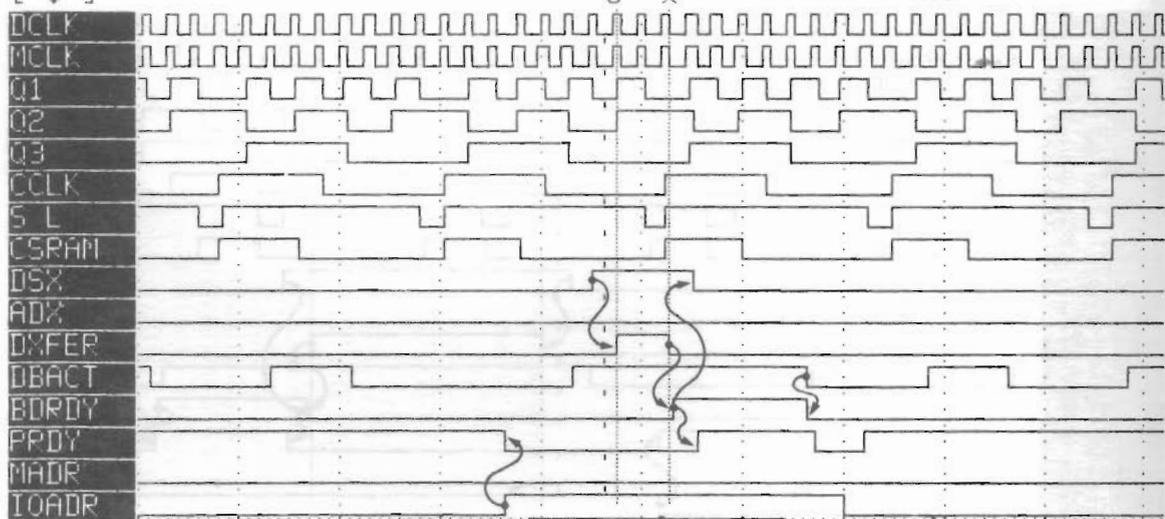 DCLK
MCLK
Q1
Q2
Q3
CCLK
S L
CSRAM
DSX
ADX
DXFER
DBACT
BDRDY
PRDY
MADR
IOADR